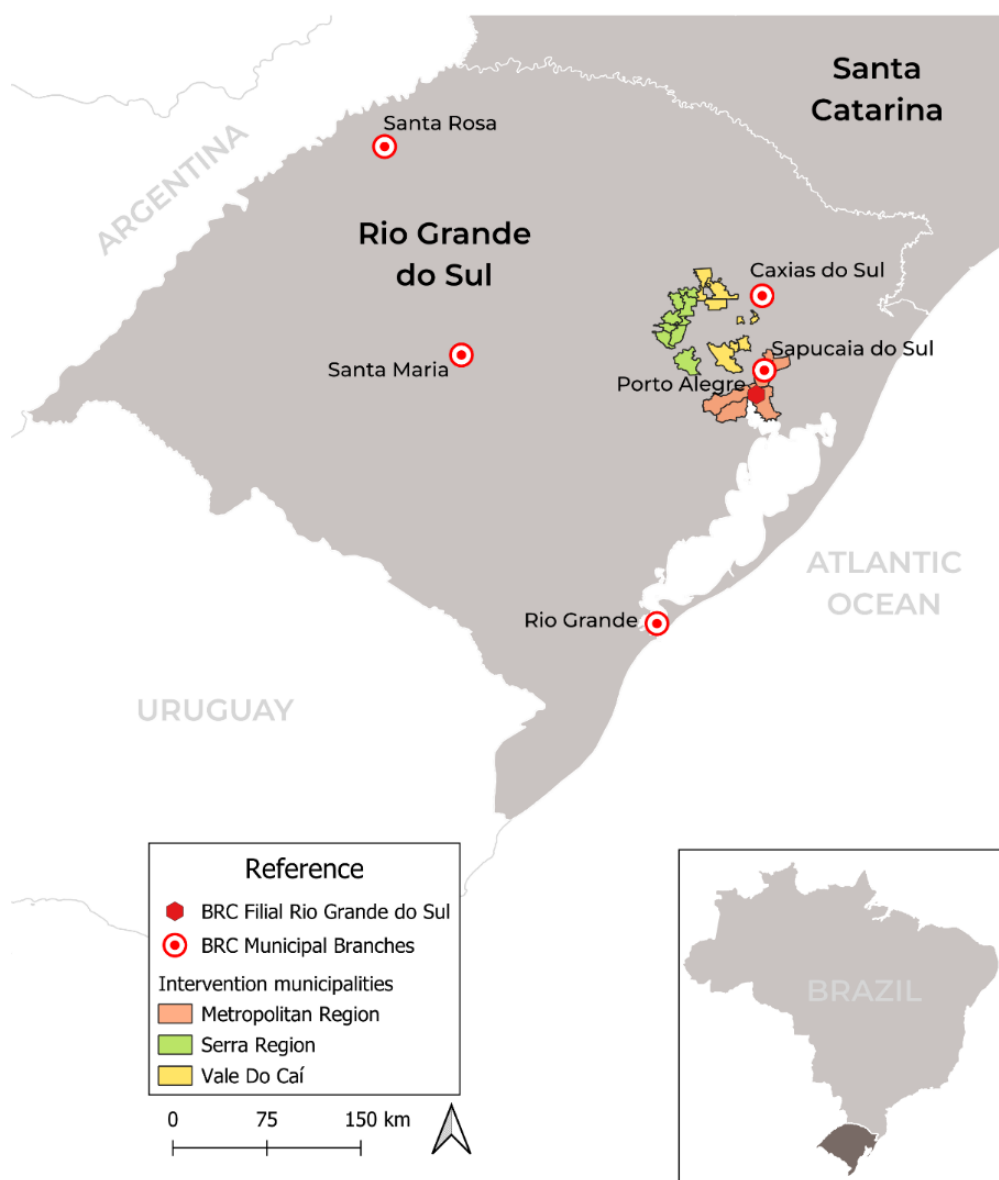 Santa
Catarina
Santa Rosa
ARGENTINA
Rio Grande
do Sul
Caxias do Sul
Sapucaia do Sul
Santa Maria
Porto Alegre
ATLANTIC
OCEAN
Rio Grande
URUGUAY
Reference
BRC Filial Rio Grande do Sul
BRC Municipal Branches
Intervention municipalities
Metropolitan Region
Serra Region
Vale Do Caí
0 75 150 km
BRAZIL